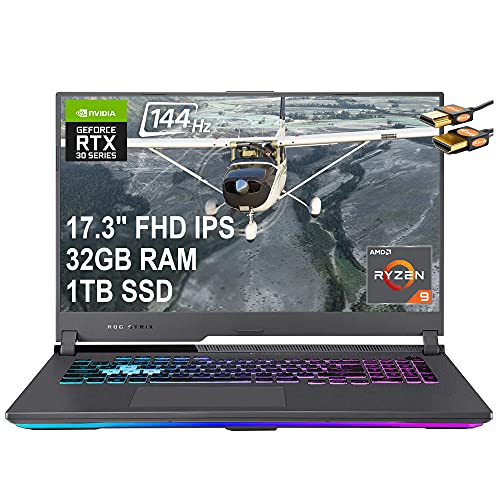 NVIDIA
GEFORCE
RTX
30 SERIES
144Hz
17.3" FHD IPS
32GB RAM
1TB SSD
AMD
RYZEN
9
ROG STRIX